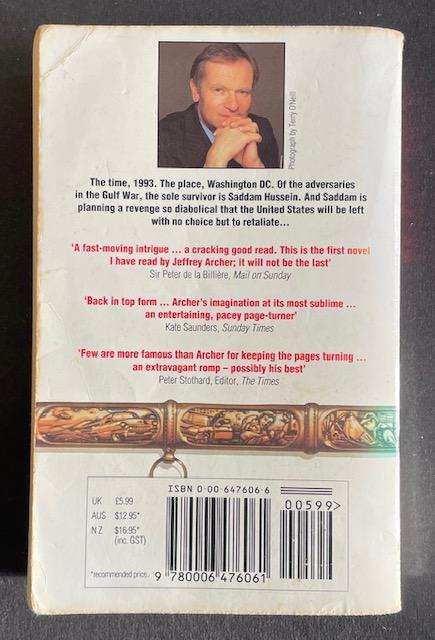 Photograph by Terry O'Neill
The time, 1993. The place, Washington DC. Of the adversaries
in the Gulf War, the sole survivor is Saddam Hussein. And Saddam is
planning a revenge so diabolical that the United States will be left
with no choice but to retaliate...
'A fast-moving intrigue ... a cracking good read. This is the first novel
I have read by Jeffrey Archer; it will not be the last'
Sir Peter de la Billière, Mail on Sunday
'Back in top form ... Archer's imagination at its most sublime ...
an entertaining, pacey page-turner'
Kate Saunders, Sunday Times
'Few are more famous than Archer for keeping the pages turning ...
an extravagant romp – possibly his best'
Peter Stothard, Editor, The Times
ISBN 0-00-647606-6
UK £5.99
AUS $12.95*
NZ $16.95*
(inc. GST)
*recommended price
00599>
9 780006 476061